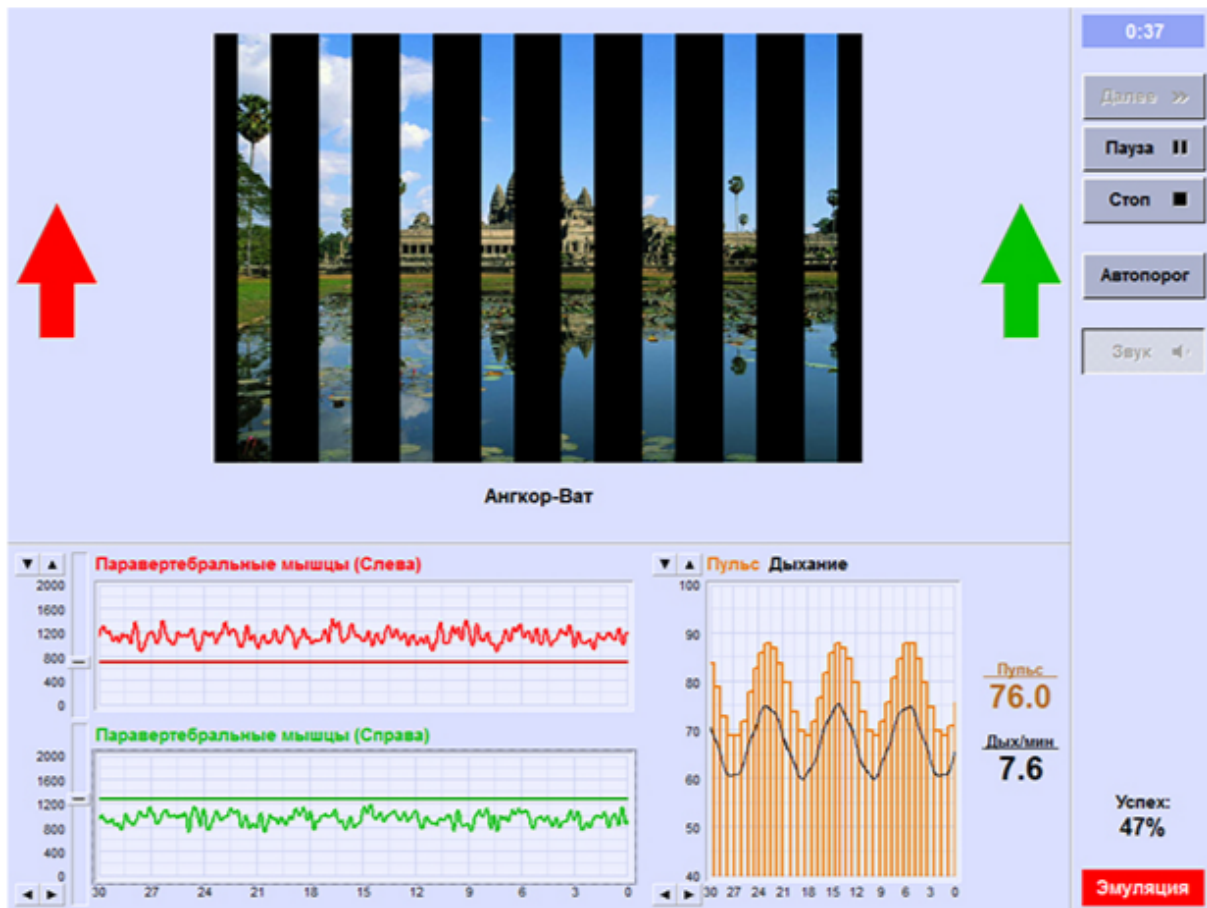 0:37
Далее
Пауза
Стоп
Автопорог
Звук
Ангкор-Ват
Паравертебральные мышцы (Слева)
2000
1600
1200
800
400
0
Паравертебральные мышцы (Справа)
2000
1600
1200
800
400
0
30 27 24 21 18 15 12 9 6 3 0
Пульс Дыхание
100
90
80
70
60
50
40
30 27 24 21 18 15 12 9 6 3 0
Пульс
76.0
Дых/мин
7.6
Успех:
47%
Эмуляция